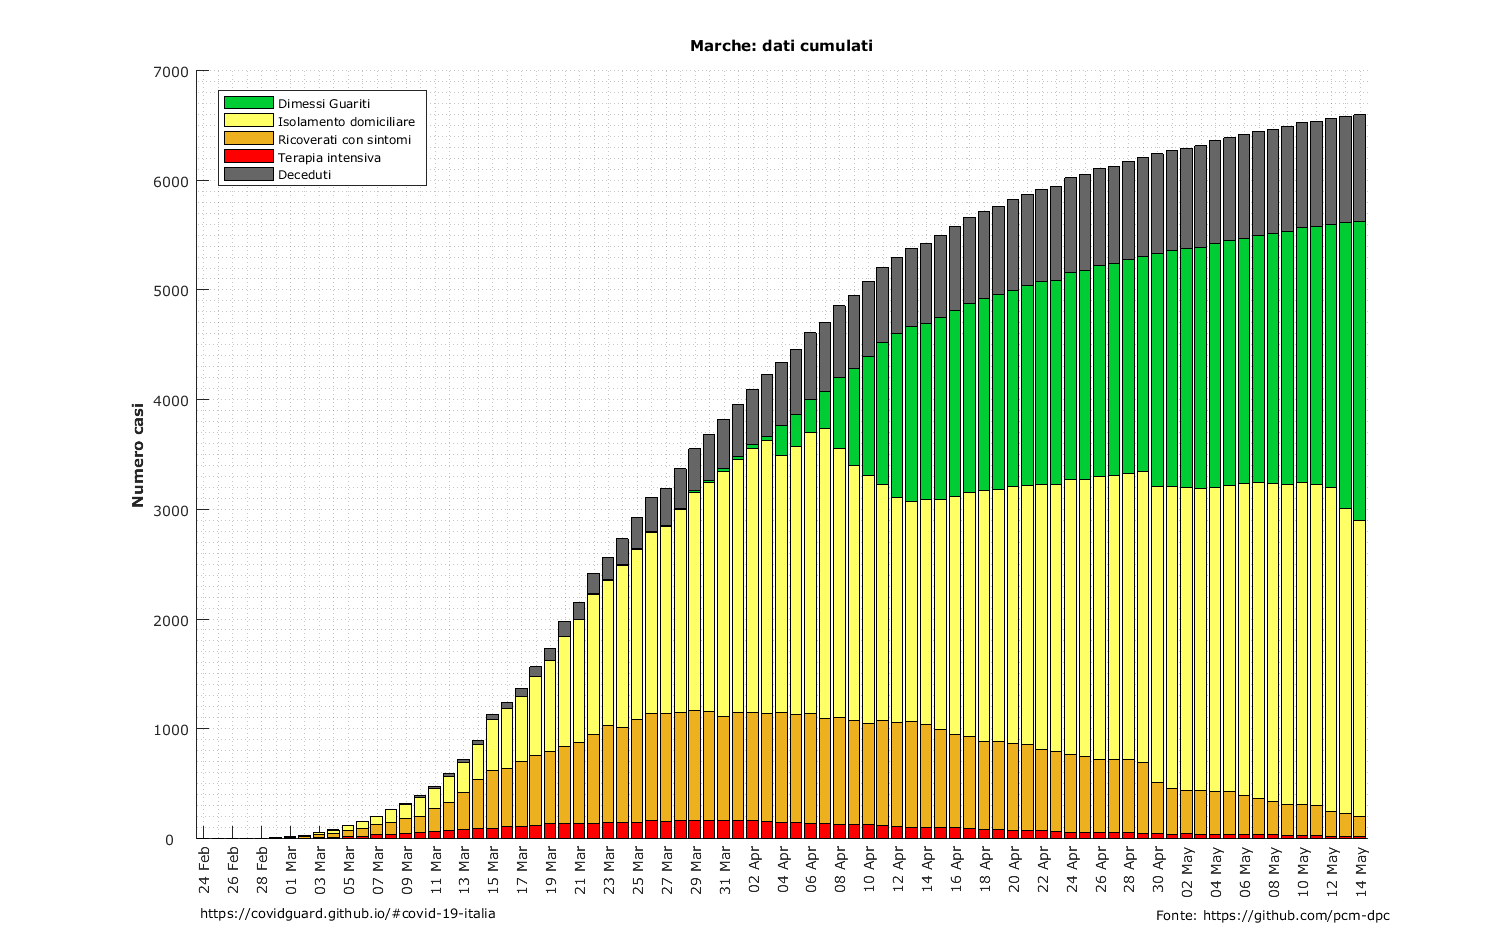 Marche: dati cumulati
7000
6000
5000
4000
3000
2000
1000
0
Numero casi
Dimessi Guariti
Isolamento domiciliare
Ricoverati con sintomi
Terapia intensiva
Deceduti
24 Feb
26 Feb
28 Feb
01 Mar
03 Mar
05 Mar
07 Mar
09 Mar
11 Mar
13 Mar
15 Mar
17 Mar
19 Mar
21 Mar
23 Mar
25 Mar
27 Mar
29 Mar
31 Mar
02 Apr
04 Apr
06 Apr
08 Apr
10 Apr
12 Apr
14 Apr
16 Apr
18 Apr
20 Apr
22 Apr
24 Apr
26 Apr
28 Apr
30 Apr
02 May
04 May
06 May
08 May
10 May
12 May
14 May
https://covidguard.github.io/#covid-19-italia
Fonte: https://github.com/pcm-dpc